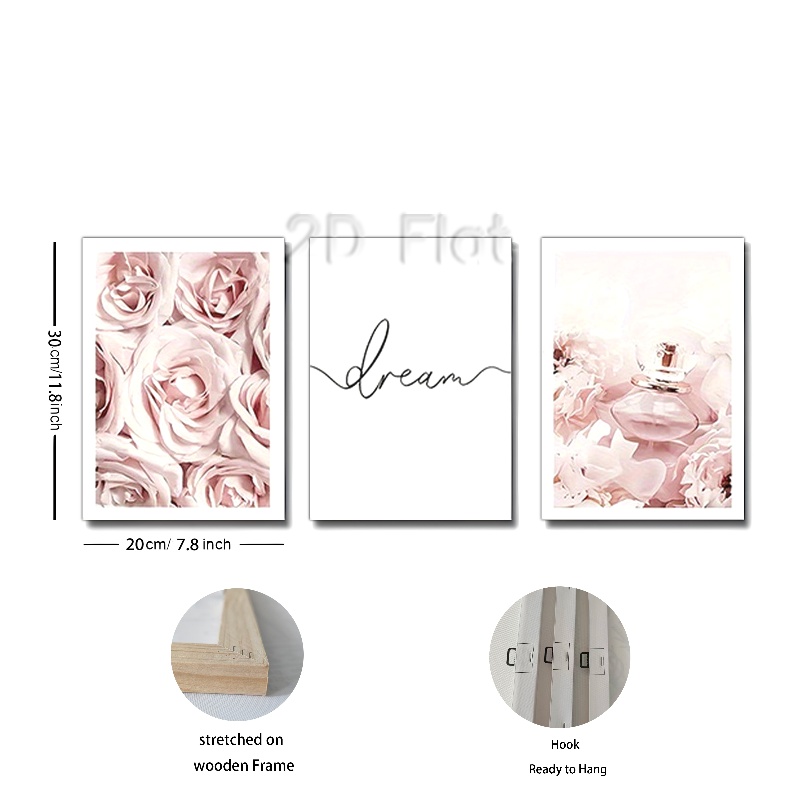 2D Flat
dream
30cm/11.8inch
20cm/ 7.8 inch
stretched on
wooden Frame
Hook
Ready to Hang